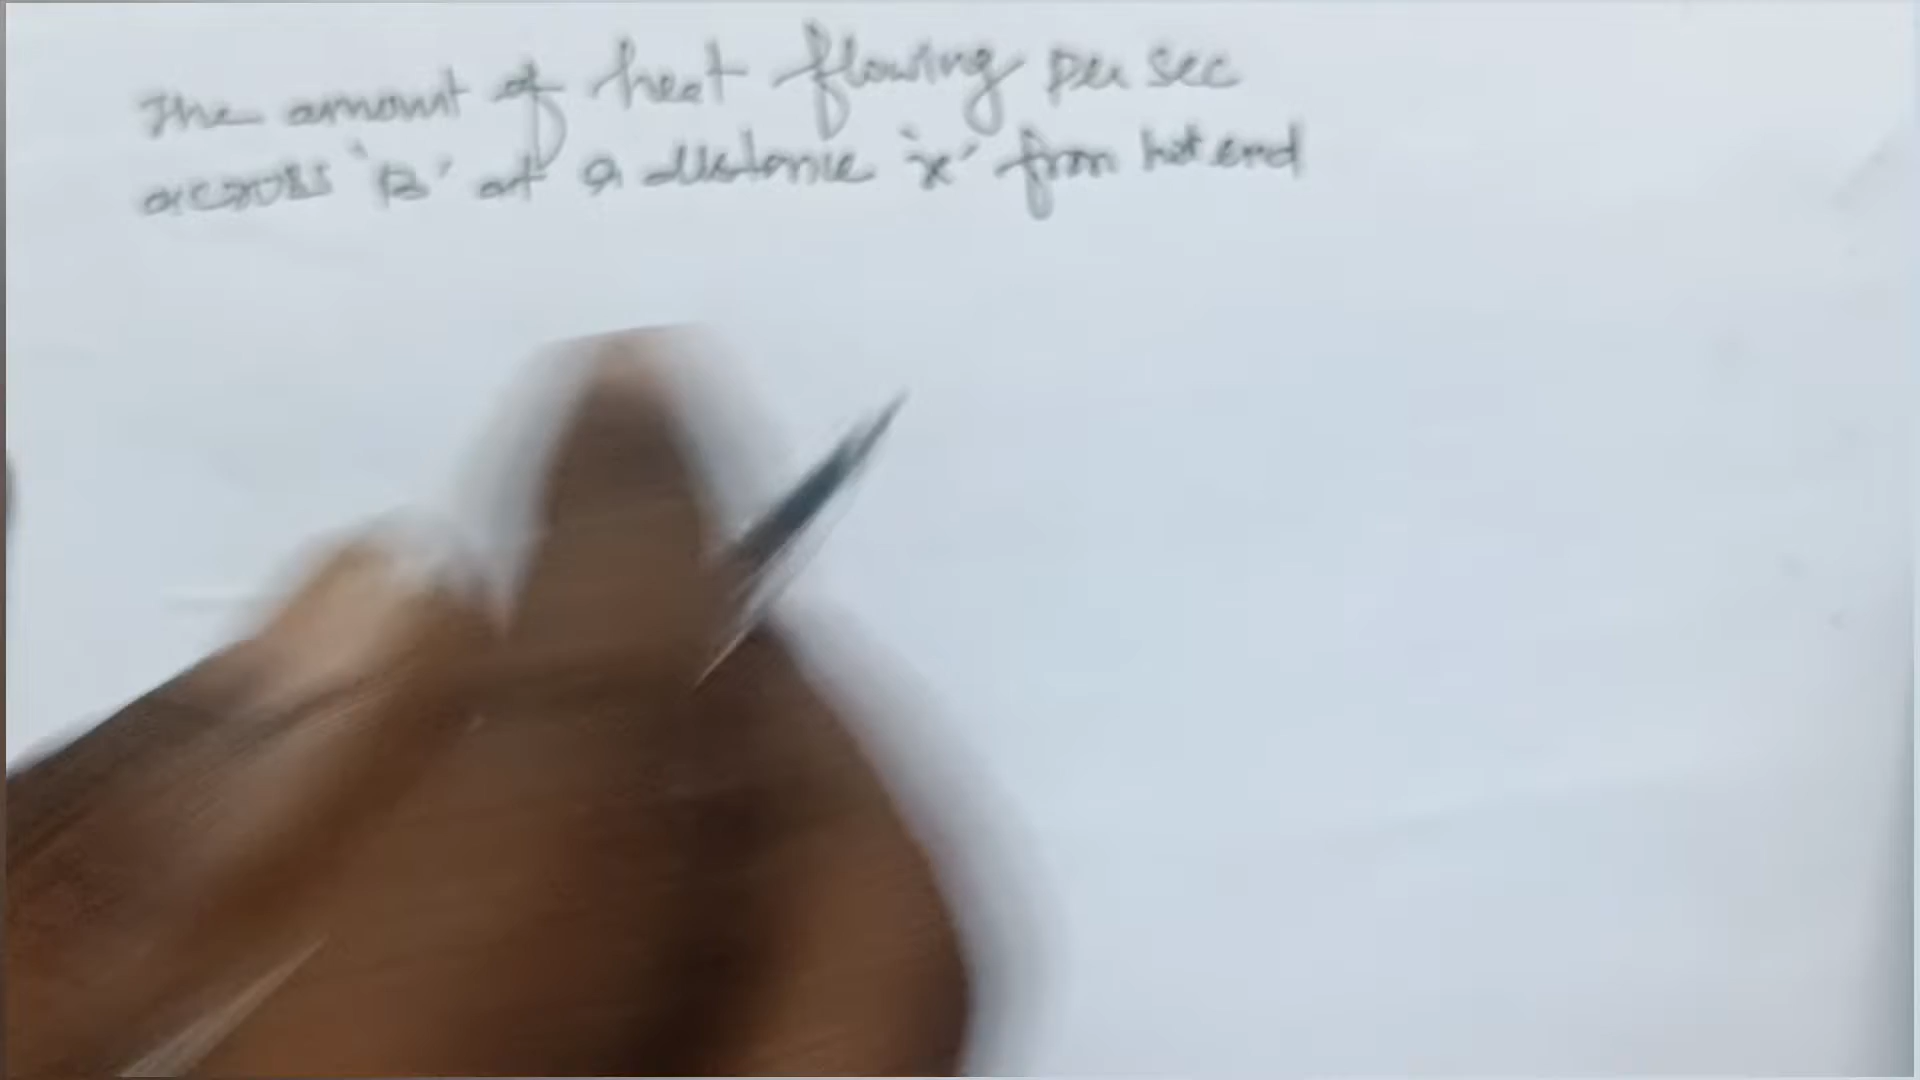 The amount of heat flowing per sec
across 'B' at a distance 'x' from hot end